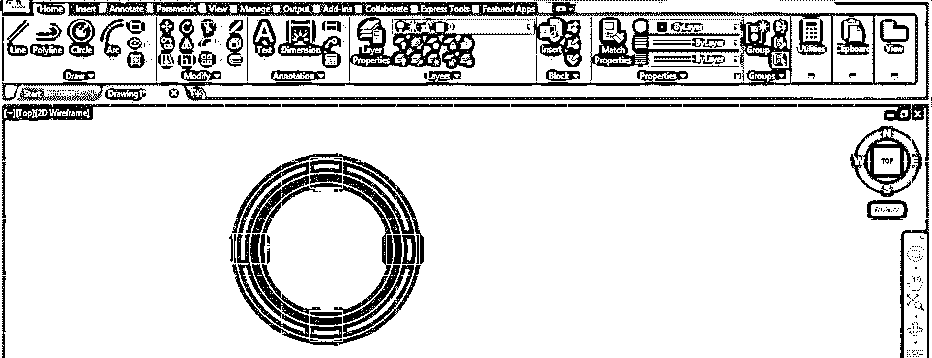 Home Insert Annotate Parametric View Manage Output Add-ins Collaborate Express Tools Featured Apps
Line Polyline Circle Arc Text Dimension Layer Properties Insert Match Properties ByLayer Group Utilities Clipboard View
ByLayer
ByLayer
Draw Modify Annotation Layers Block Properties Groups
Start Drawing1*
[−][Top][2D Wireframe]
N
W TOP E
S